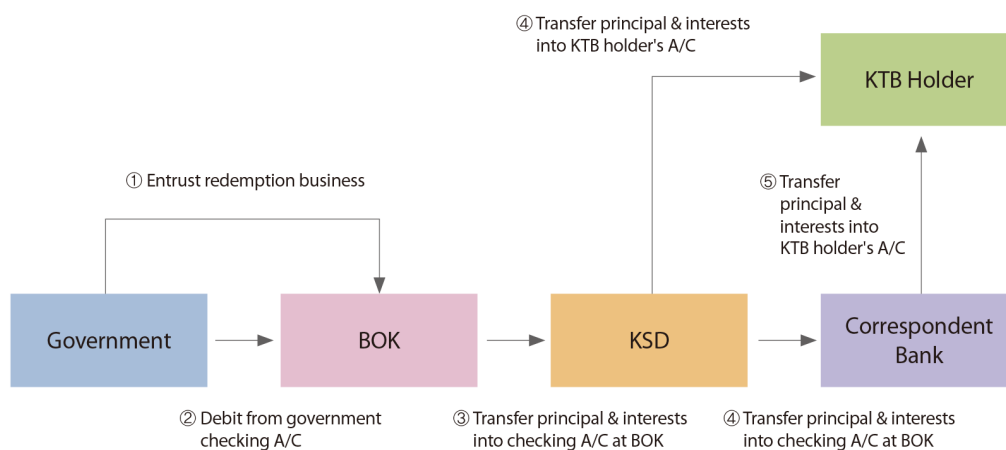 ④ Transfer principal & interests
into KTB holder's A/C
KTB Holder
① Entrust redemption business
⑤ Transfer
principal &
interests into
KTB holder's A/C
Government
BOK
KSD
Correspondent
Bank
② Debit from government
checking A/C
③ Transfer principal & interests
into checking A/C at BOK
④ Transfer principal & interests
into checking A/C at BOK